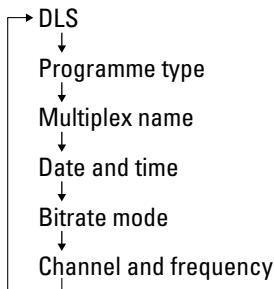 DLS
Programme type
Multiplex name
Date and time
Bitrate mode
Channel and frequency